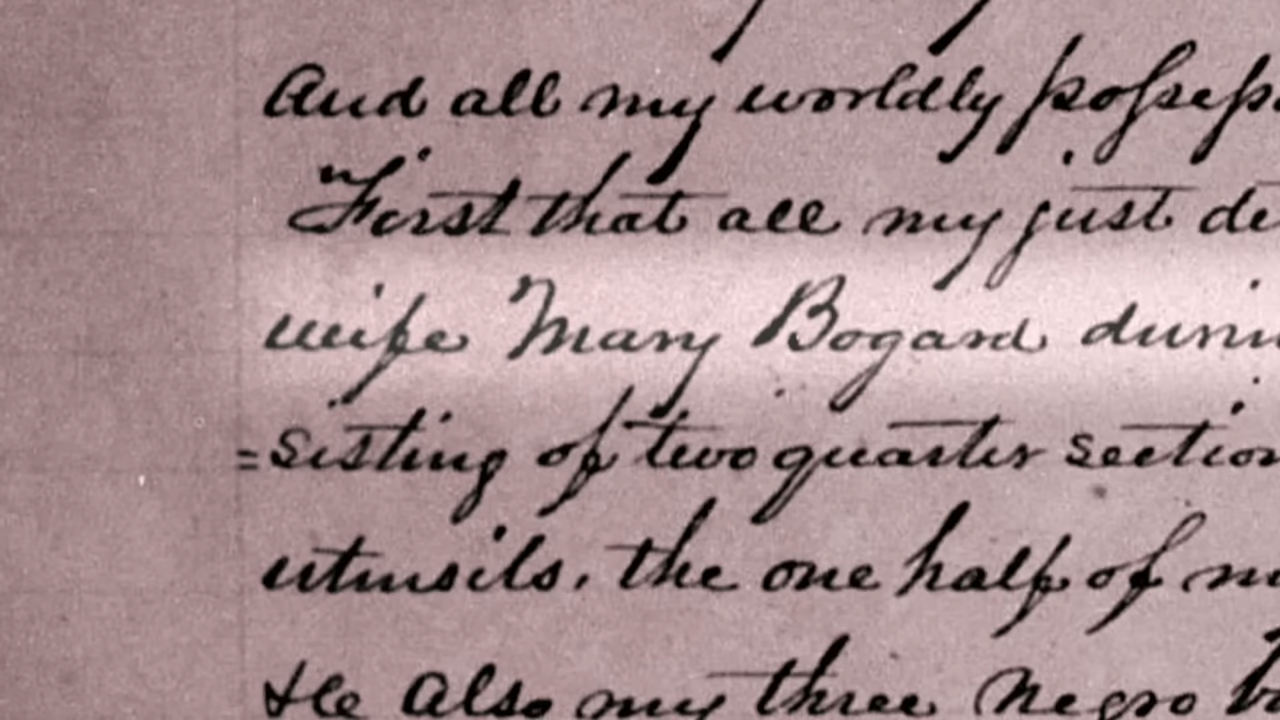 And all my worldly possess
First that all my just de
wife Mary Bogard durin
=sisting of two quarter section
utensils, the one half of m
tle Also my three Negro b